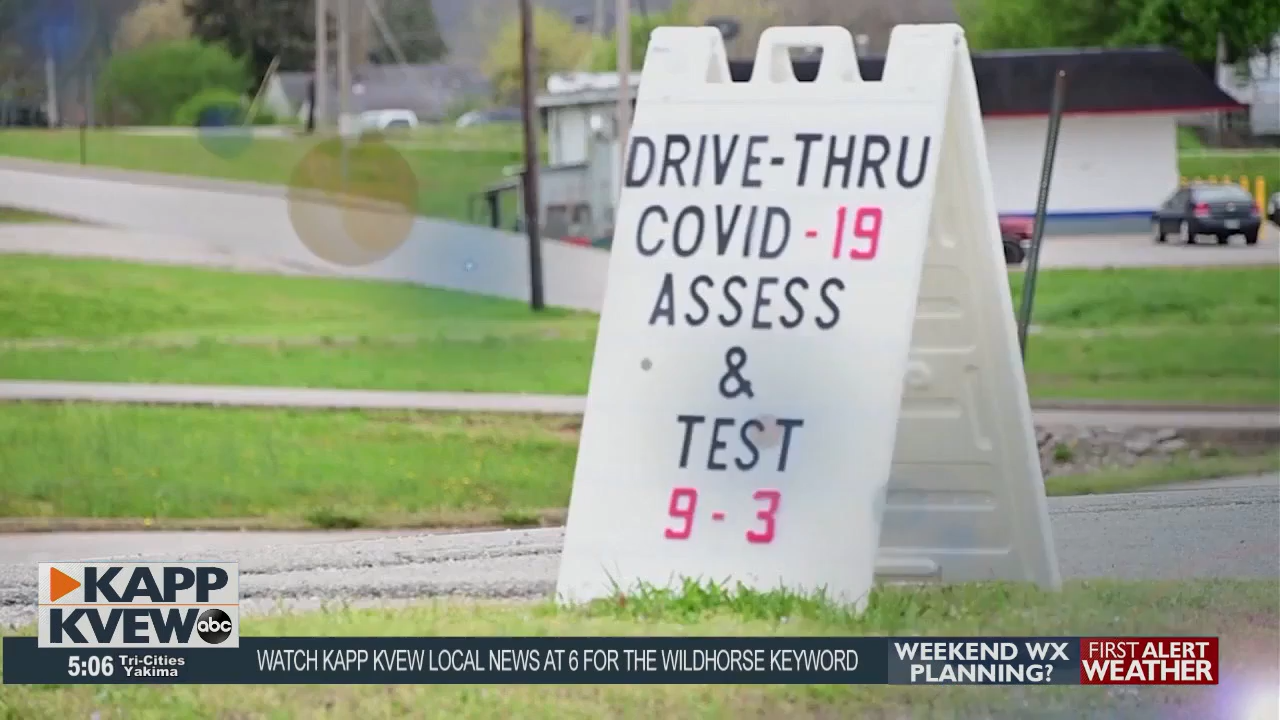 DRIVE-THRU
COVID-19
ASSESS
&
TEST
9-3
KAPP
KVEW abc
5:06 Tri-Cities
Yakima
WATCH KAPP KVEW LOCAL NEWS AT 6 FOR THE WILDHORSE KEYWORD
WEEKEND WX
PLANNING?
FIRST ALERT
WEATHER